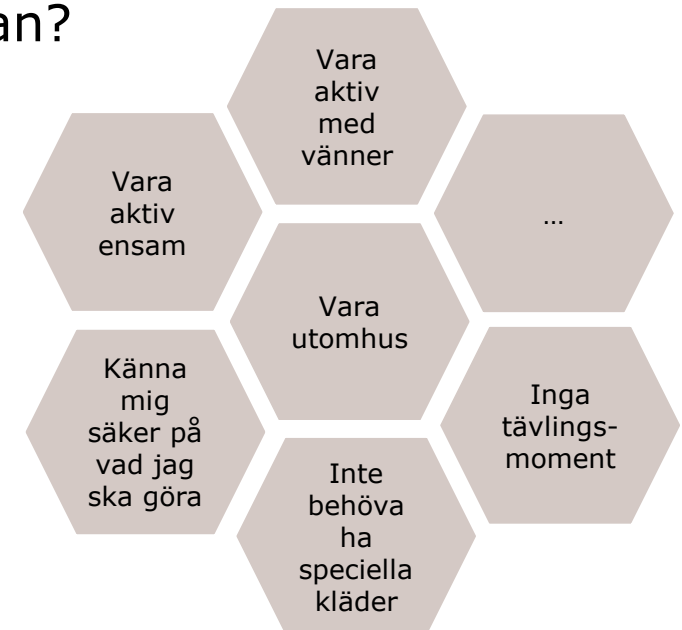 an?
Vara
aktiv
med
vänner
Vara
aktiv
ensam
...
Vara
utomhus
Känna
mig
säker på
vad jag
ska göra
Inga
tävlings-
moment
Inte
behöva
ha
speciella
kläder